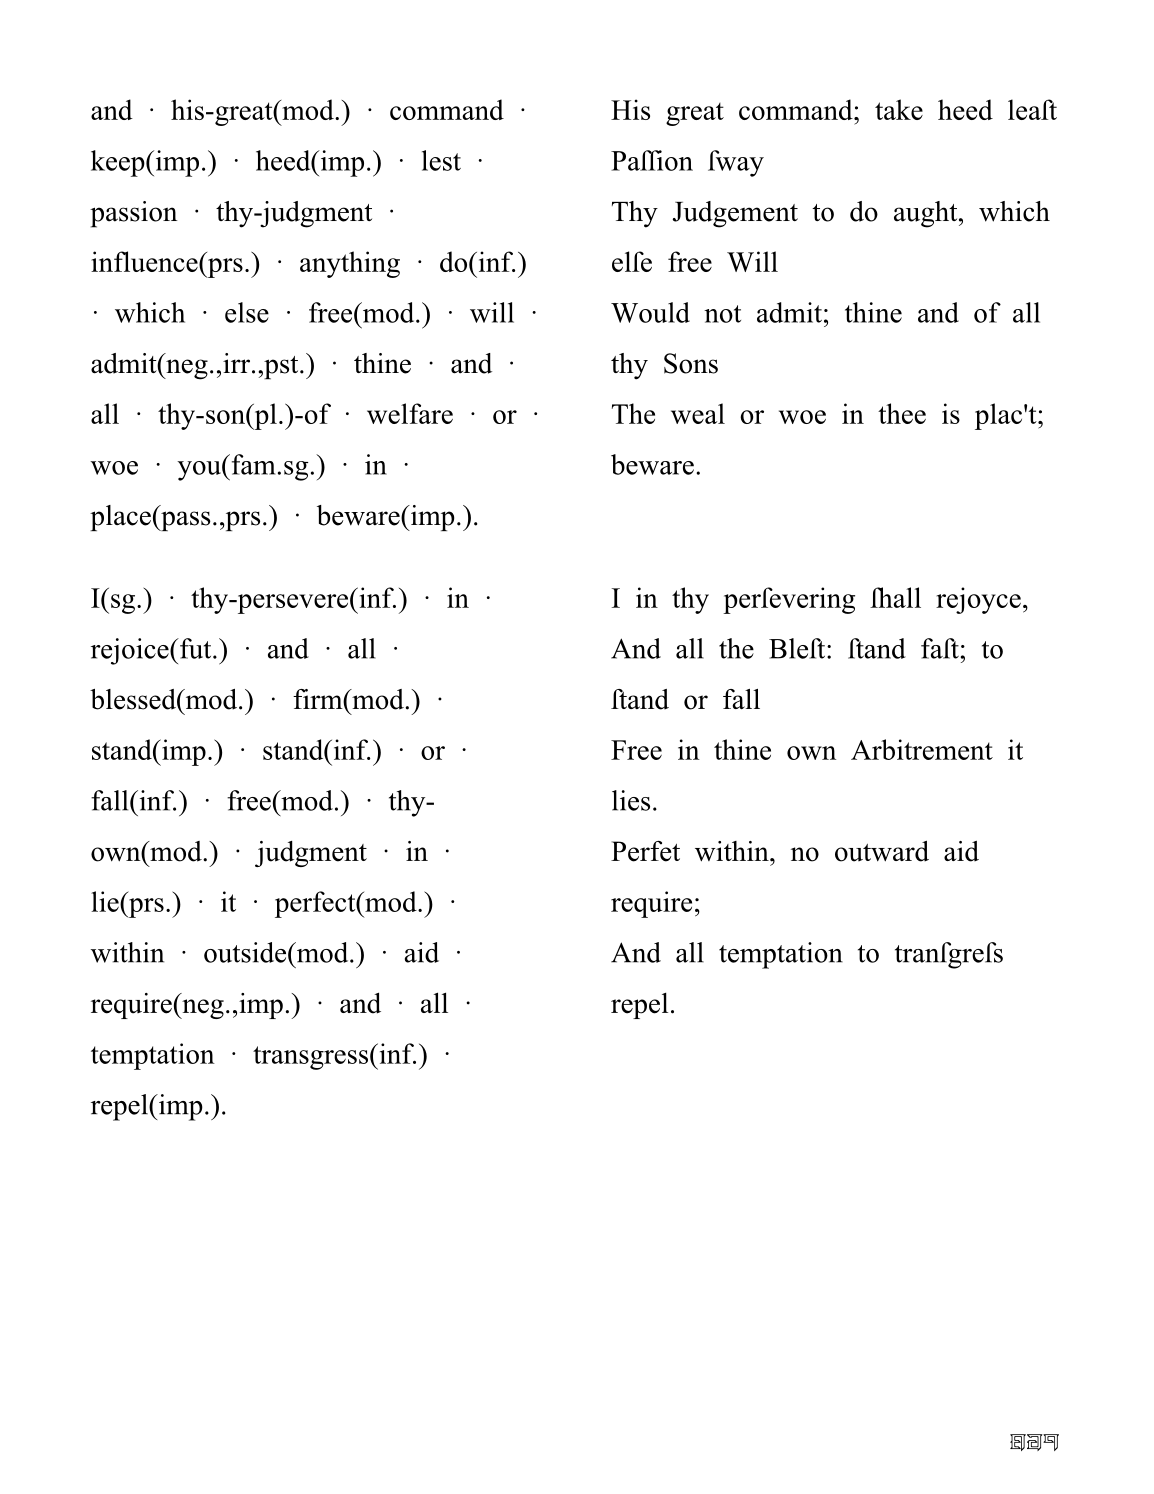 and · his-great(mod.) · command ·
keep(imp.) · heed(imp.) · lest ·
passion · thy-judgment ·
influence(prs.) · anything · do(inf.)
· which · else · free(mod.) · will ·
admit(neg.,irr.,pst.) · thine · and ·
all · thy-son(pl.)-of · welfare · or ·
woe · you(fam.sg.) · in ·
place(pass.,prs.) · beware(imp.).
His great command; take heed leaſt
Paſſion ſway
Thy Judgement to do aught, which
elſe free Will
Would not admit; thine and of all
thy Sons
The weal or woe in thee is plac't;
beware.
I(sg.) · thy-persevere(inf.) · in ·
rejoice(fut.) · and · all ·
blessed(mod.) · firm(mod.) ·
stand(imp.) · stand(inf.) · or ·
fall(inf.) · free(mod.) · thy-
own(mod.) · judgment · in ·
lie(prs.) · it · perfect(mod.) ·
within · outside(mod.) · aid ·
require(neg.,imp.) · and · all ·
temptation · transgress(inf.) ·
repel(imp.).
I in thy perſevering ſhall rejoyce,
And all the Bleſt: ſtand faſt; to
ſtand or fall
Free in thine own Arbitrement it
lies.
Perfet within, no outward aid
require;
And all temptation to tranſgreſs
repel.